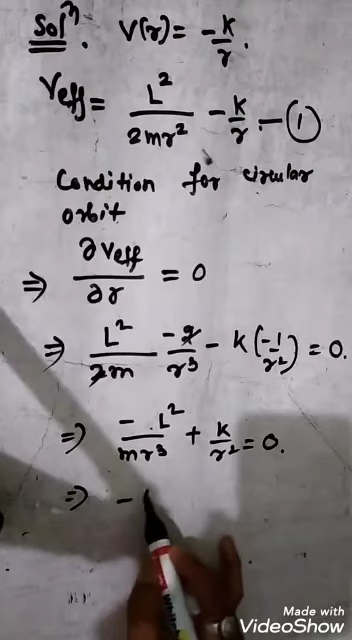 Solⁿ. V(r) = -k/r.
Veff = L²/2mr² - k/r. — ①
Condition for circular
orbit
⇒ ∂Veff/∂r = 0
⇒ L²/2m -2/r³ - k(-1/r²) = 0.
⇒ -L²/mr³ + k/r² = 0.
⇒ -
Made with
VideoShow